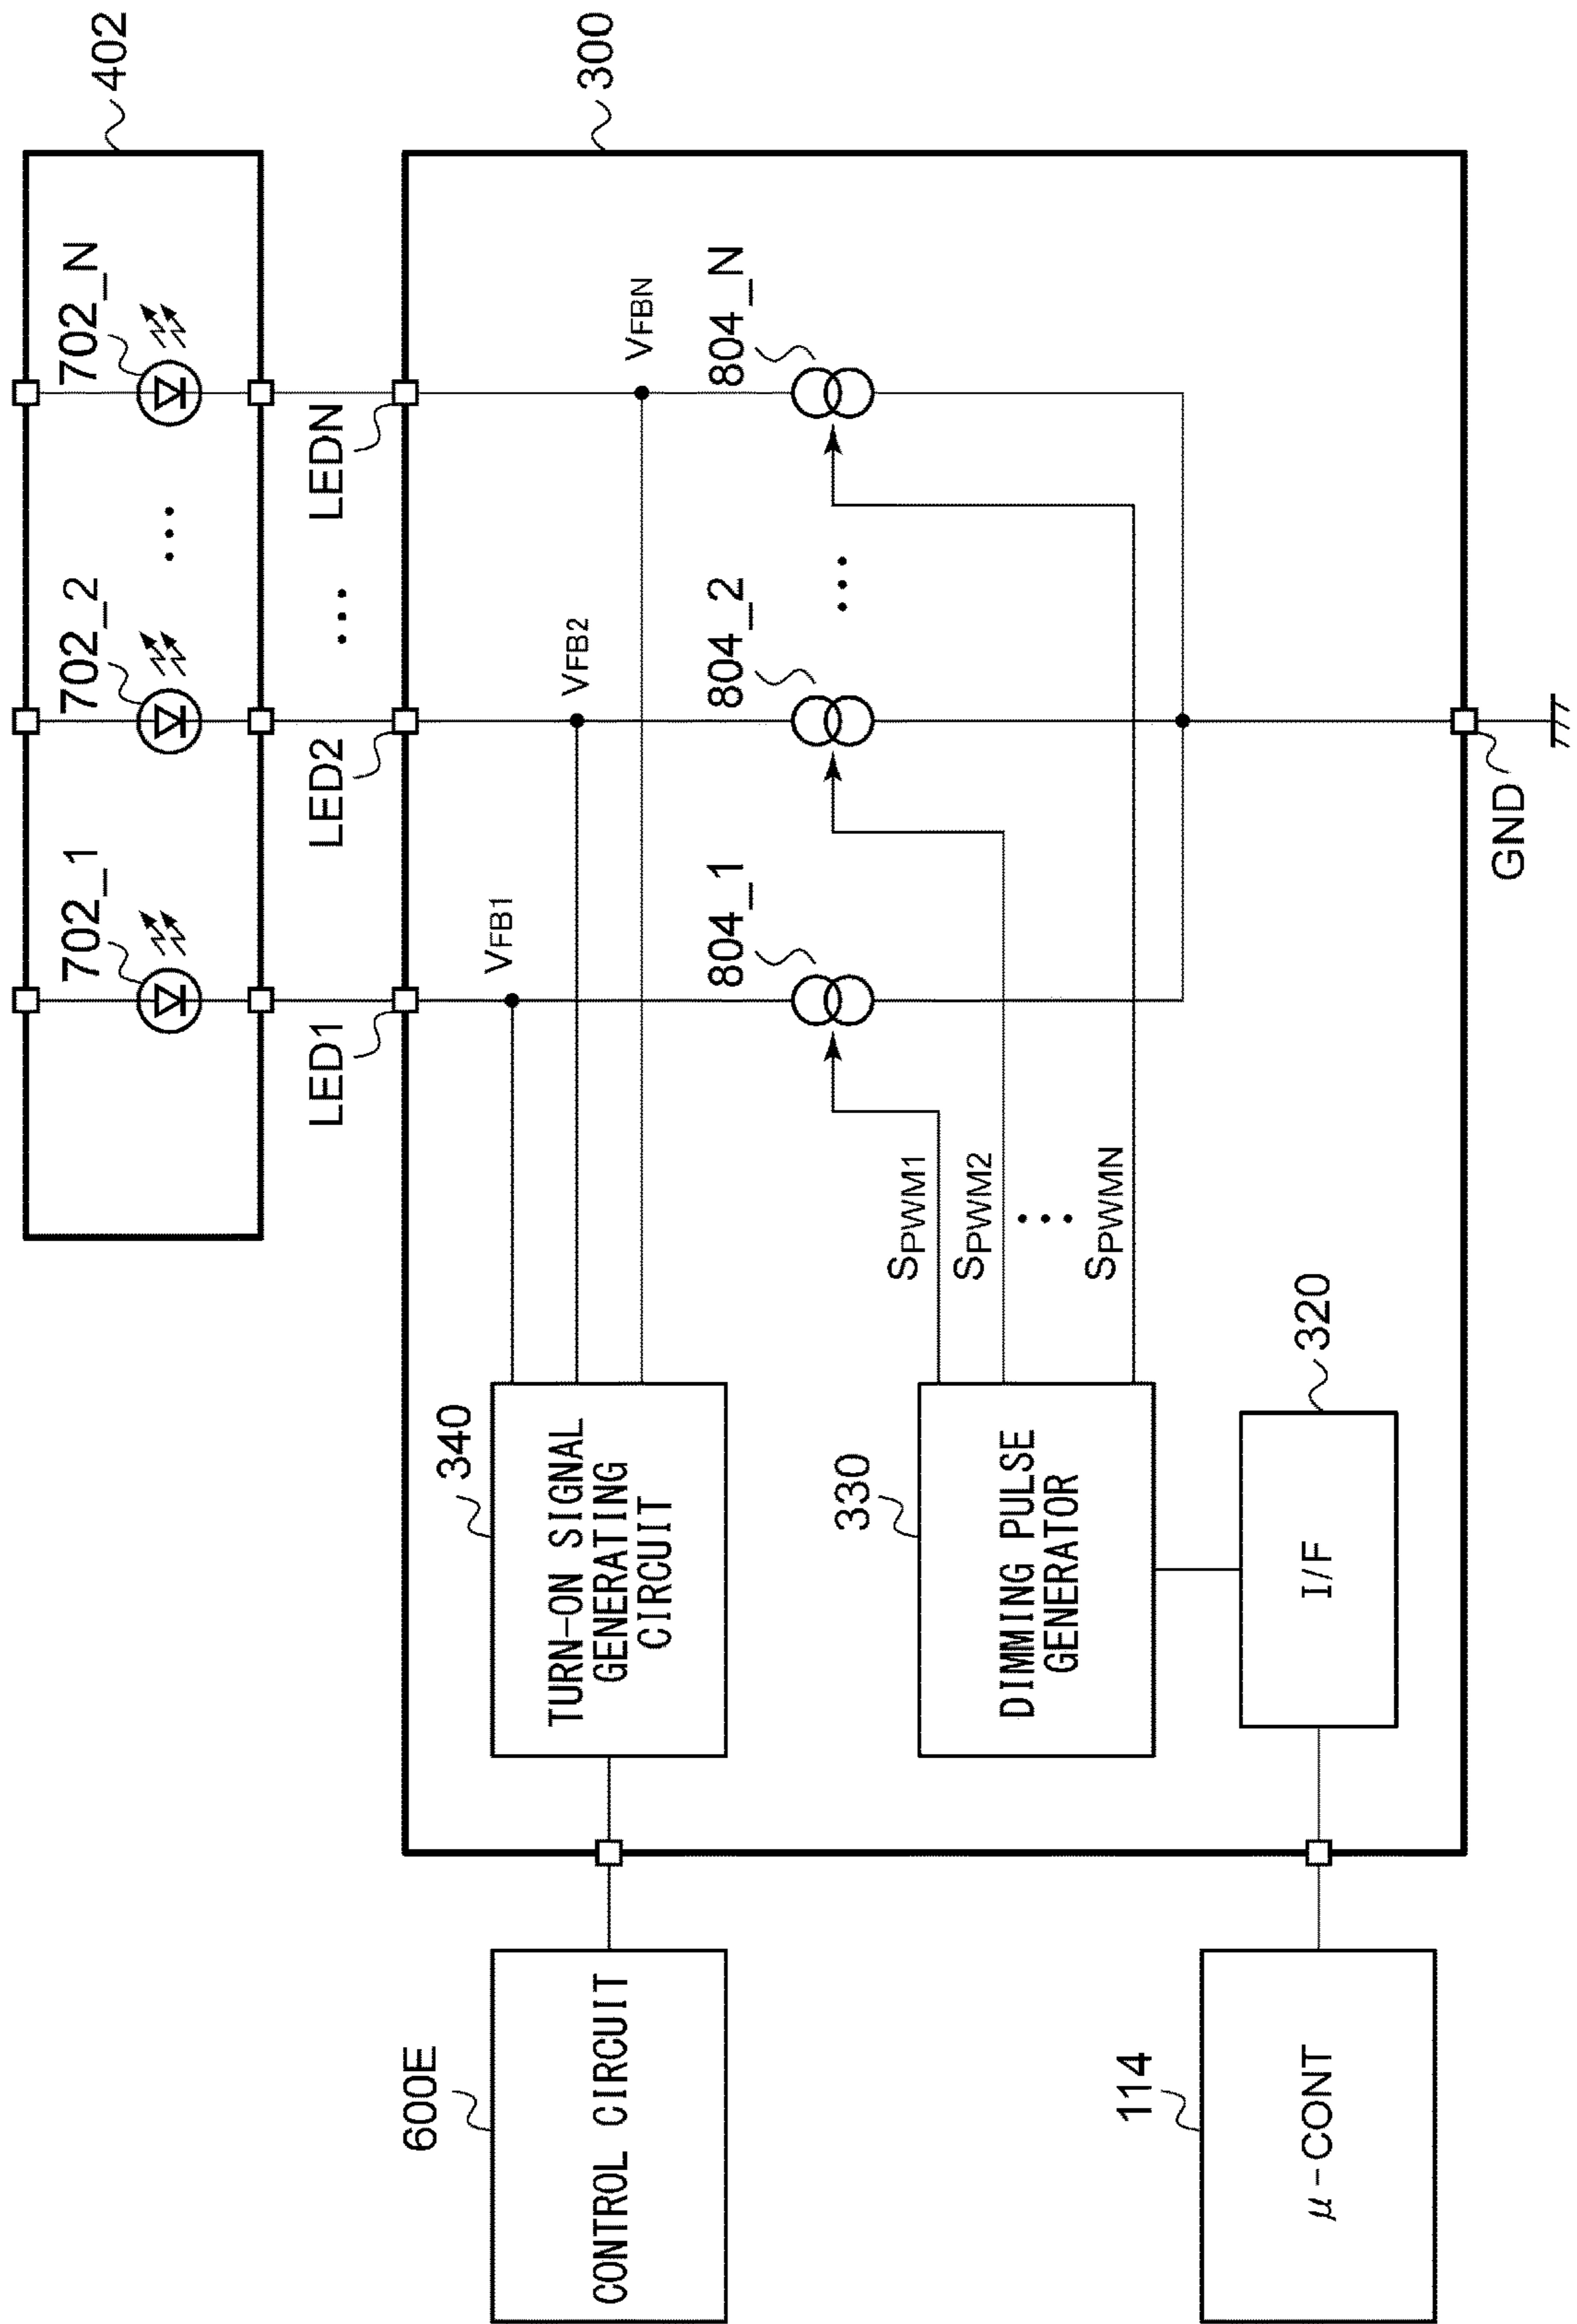 402
702_1
702_2
702_N
...
LED1
LED2
...
LEDN
300
VFB1
VFB2
VFBN
340
TURN-ON SIGNAL
GENERATING
CIRCUIT
600E
CONTROL CIRCUIT
804_1
804_2
...
804_N
SPWM1
SPWM2
...
SPWMN
330
DIMMING PULSE
GENERATOR
320
I/F
114
μ-CONT
GND